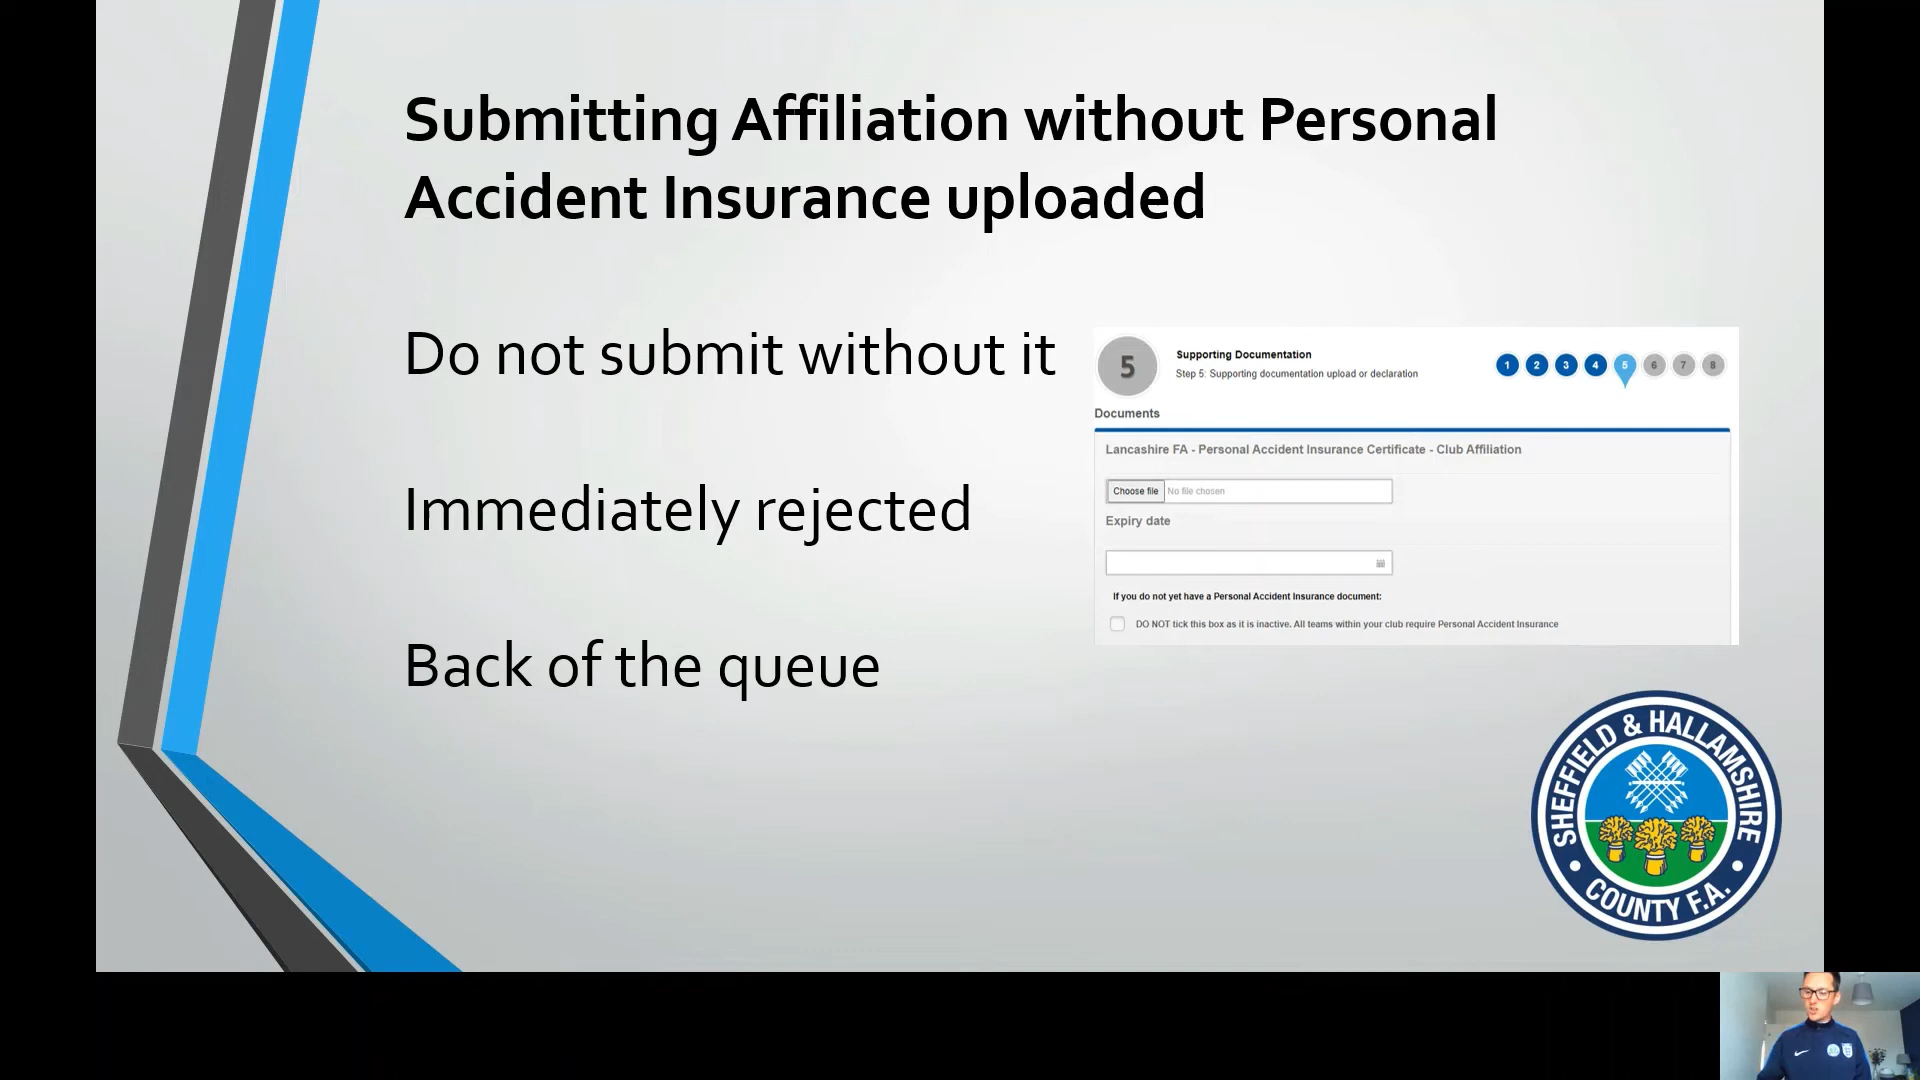 Submitting Affiliation without Personal
Accident Insurance uploaded
Do not submit without it
Immediately rejected
Back of the queue
5
Supporting Documentation
Step 5: Supporting documentation upload or declaration
1 2 3 4 5 6 7 8
Documents
Lancashire FA - Personal Accident Insurance Certificate - Club Affiliation
Choose file No file chosen
Expiry date
If you do not yet have a Personal Accident Insurance document:
DO NOT tick this box as it is inactive. All teams within your club require Personal Accident Insurance
SHEFFIELD & HALLAMSHIRE
COUNTY F.A.